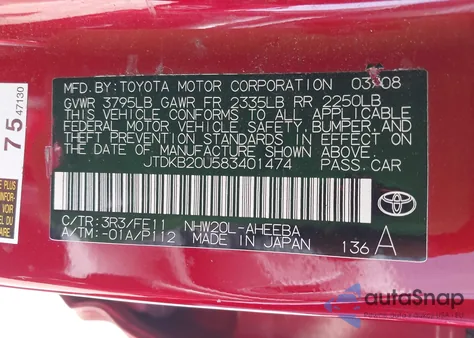 MFD.BY: TOYOTA MOTOR CORPORATION 03/08
GVWR 3795LB GAWR FR 2335LB RR 2250LB
THIS VEHICLE CONFORMS TO ALL APPLICABLE
FEDERAL MOTOR VEHICLE SAFETY, BUMPER,
AND THEFT PREVENTION STANDARDS IN EFFECT
ON THE DATE OF MANUFACTURE SHOWN ABOVE.
JTDKB20U583401474 PASS.CAR
C/TR: 3R3/FE11 NHW20L-AHEEBA
A/TM: -01A/P112 MADE IN JAPAN 136 A
47130
75
E PLUS
autoSnap